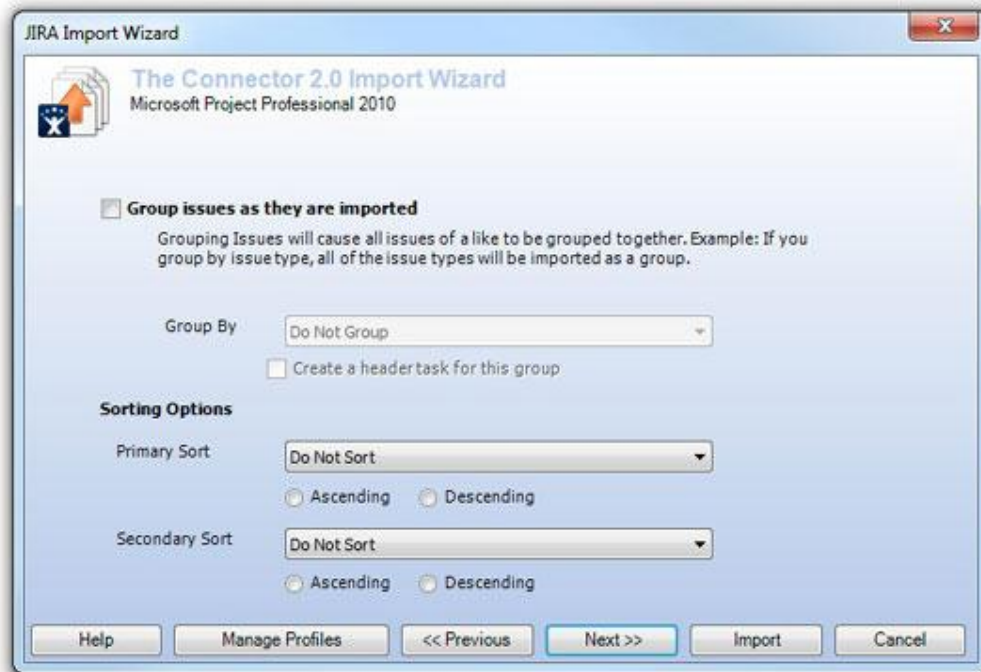 JIRA Import Wizard
The Connector 2.0 Import Wizard
Microsoft Project Professional 2010
Group issues as they are imported
Grouping Issues will cause all issues of a like to be grouped together. Example: If you
group by issue type, all of the issue types will be imported as a group.
Group By
Do Not Group
Create a header task for this group
Sorting Options
Primary Sort
Do Not Sort
Ascending Descending
Secondary Sort
Do Not Sort
Ascending Descending
Help Manage Profiles << Previous Next >> Import Cancel